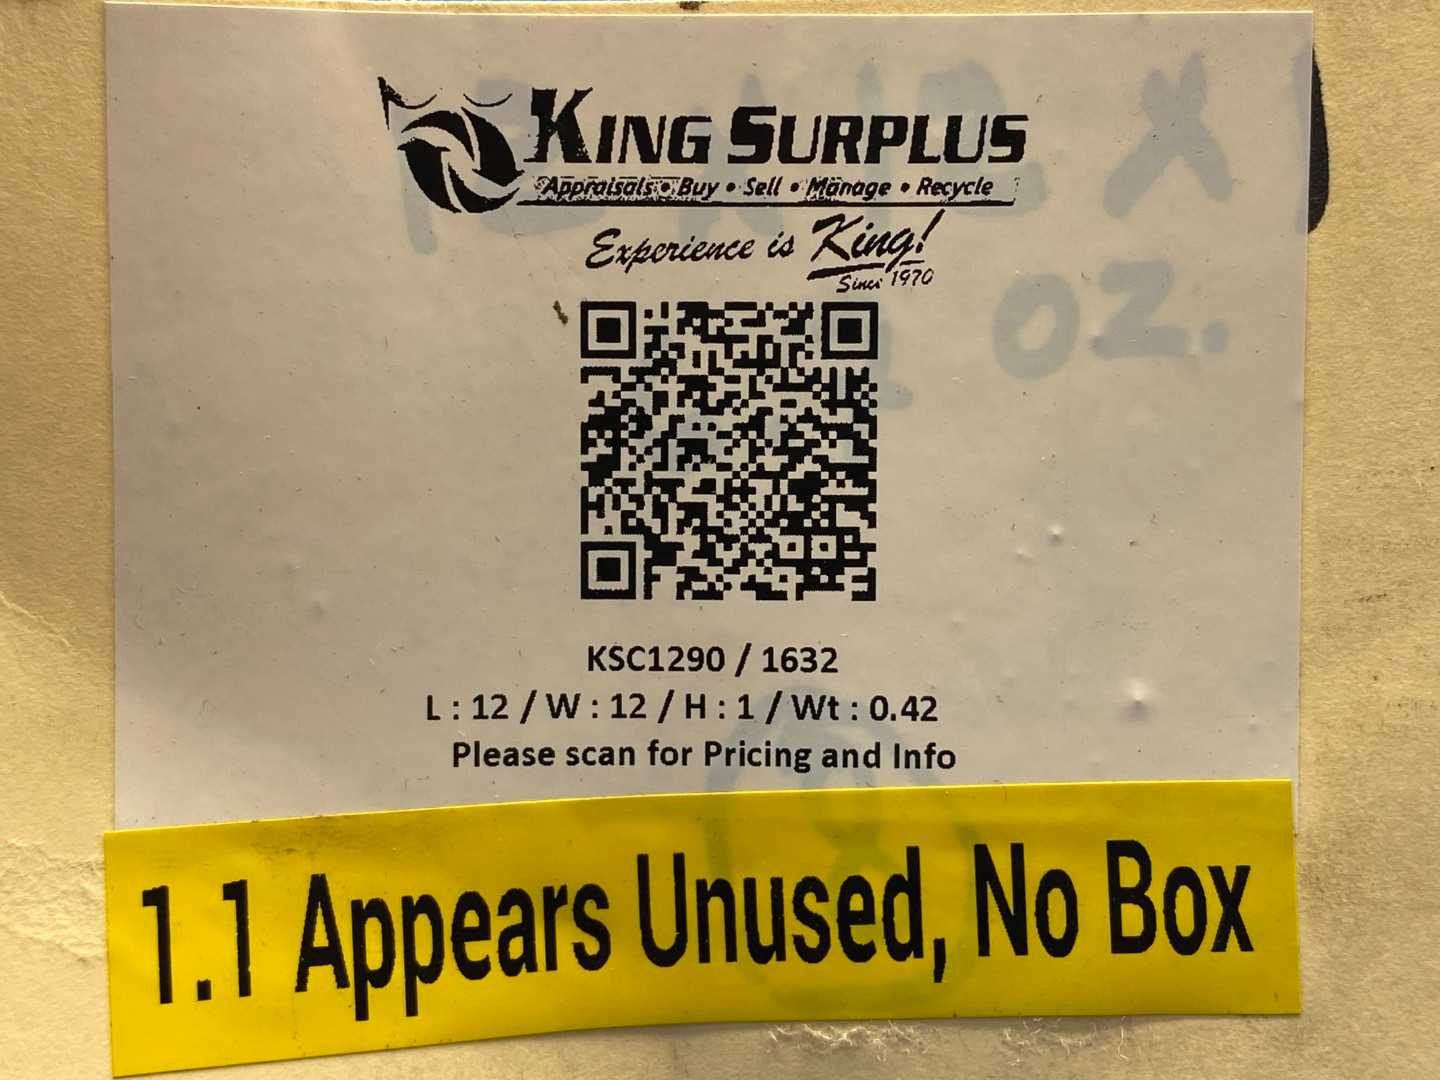 KING SURPLUS
Appraisals • Buy • Sell • Manage • Recycle
Experience is King!
Since 1970
OZ.
KSC1290 / 1632
L : 12 / W : 12 / H : 1 / Wt : 0.42
Please scan for Pricing and Info
1.1 Appears Unused, No Box